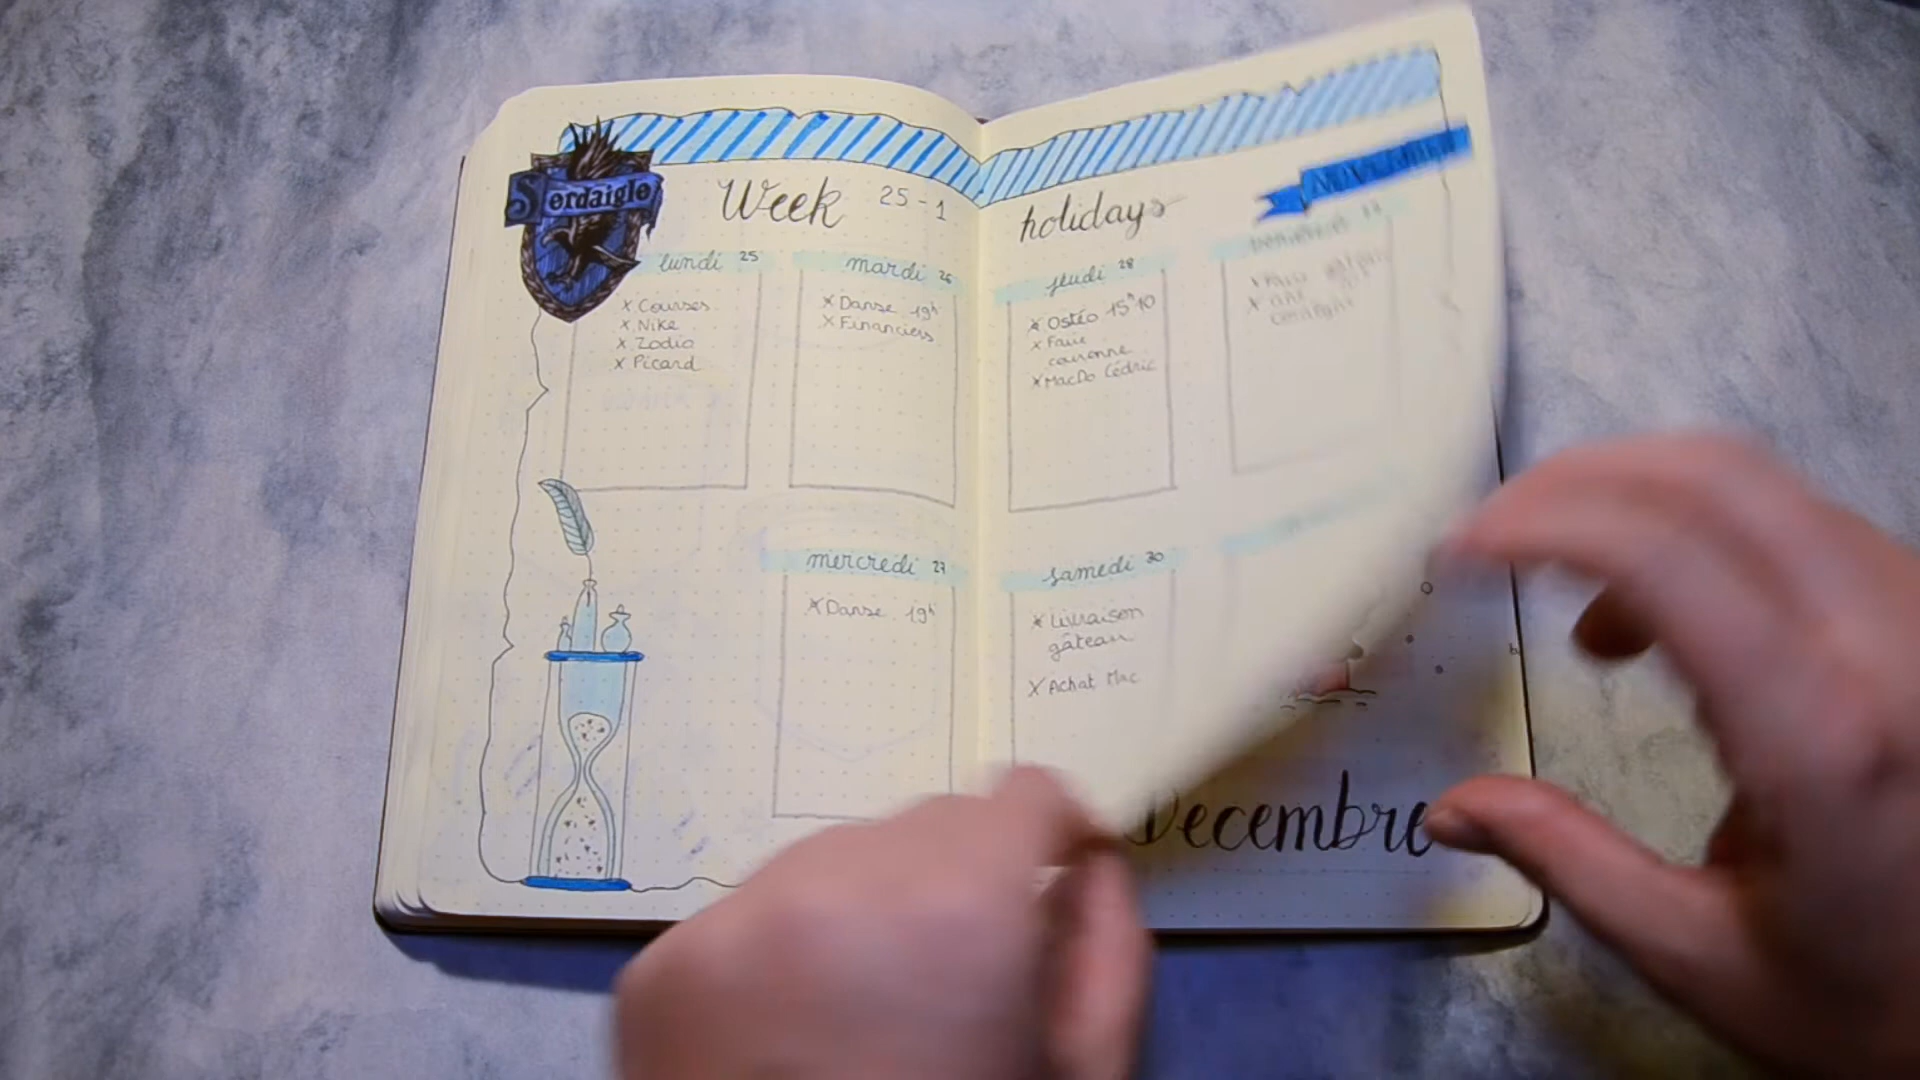 Serdaigle
Week 25-1
lundi 25
x Courses
x Nike
x Zodio
x Picard
mardi 26
x Danse 19h
x Financiers
mercredi 27
x Danse 19h
holidays
jeudi 28
x Ostéo 15h10
x Faire
couronne
x MacDo Cédric
samedi 30
x Livraison
gâteau
x Achat Mac
Decembre